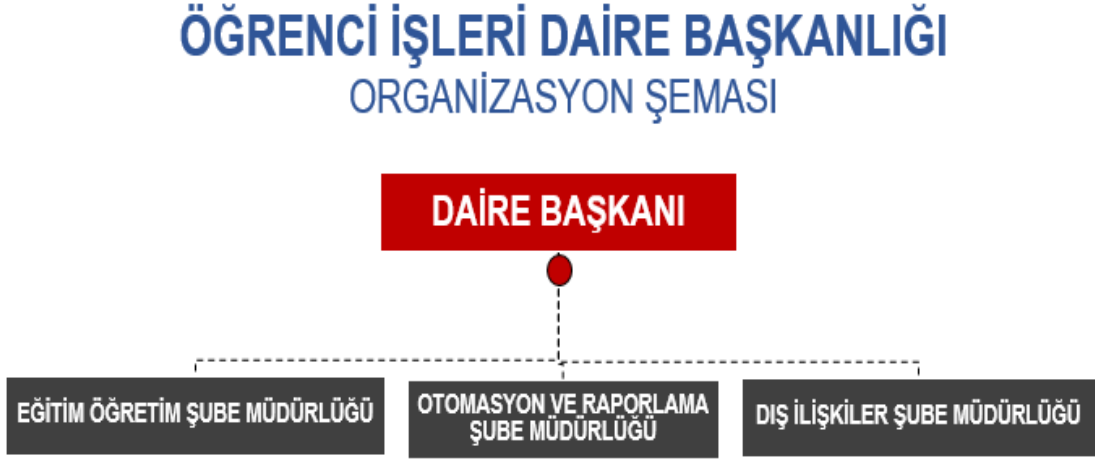 ÖĞRENCİ İŞLERİ DAİRE BAŞKANLIĞI
ORGANİZASYON ŞEMASI
DAİRE BAŞKANI
EĞİTİM ÖĞRETİM ŞUBE MÜDÜRLÜĞÜ
OTOMASYON VE RAPORLAMA
ŞUBE MÜDÜRLÜĞÜ
DIŞ İLİŞKİLER ŞUBE MÜDÜRLÜĞÜ